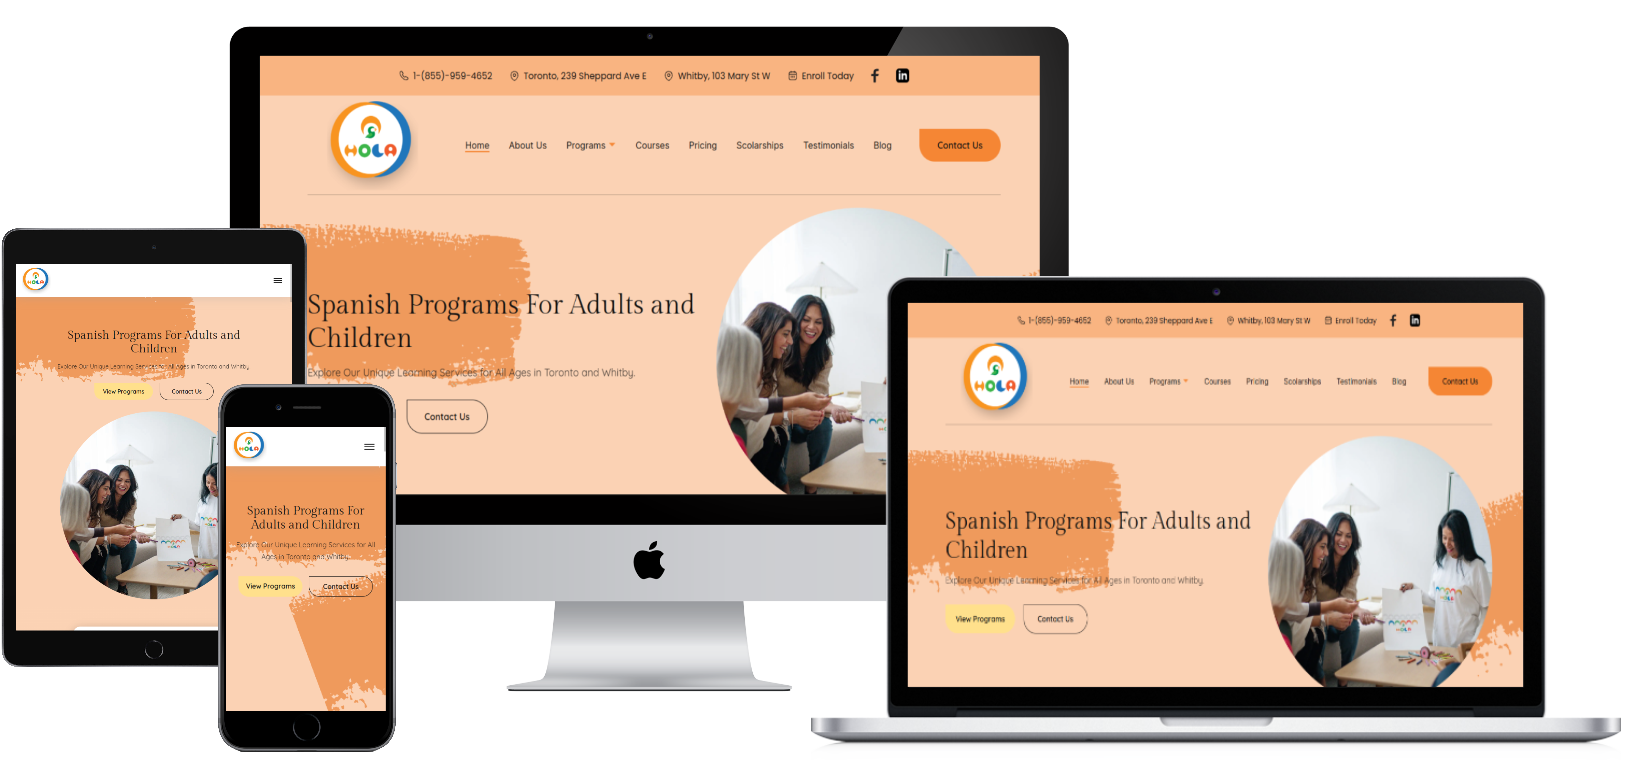 1-(855)-959-4652 Toronto, 239 Sheppard Ave E Whitby, 103 Mary St W Enroll Today
HOLA
Home About Us Programs Courses Pricing Scolarships Testimonials Blog Contact Us
Spanish Programs For Adults and
Children
Explore Our Unique Learning Services for All Ages in Toronto and Whitby.
Contact Us
HOLA
Spanish Programs For Adults and
Children
Explore Our Unique Learning Services for All Ages in Toronto and Whitby
View Programs Contact Us
HOLA
HOLA
Spanish Programs For
Adults and Children
Explore Our Unique Learning Services for All
Ages in Toronto and Whitby.
View Programs Contact Us
1-(855)-959-4652 Toronto, 239 Sheppard Ave E Whitby, 103 Mary St W Enroll Today
HOLA
Home About Us Programs Courses Pricing Scolarships Testimonials Blog Contact Us
Spanish Programs For Adults and
Children
Explore Our Unique Learning Services for All Ages in Toronto and Whitby.
View Programs Contact Us
HOLA